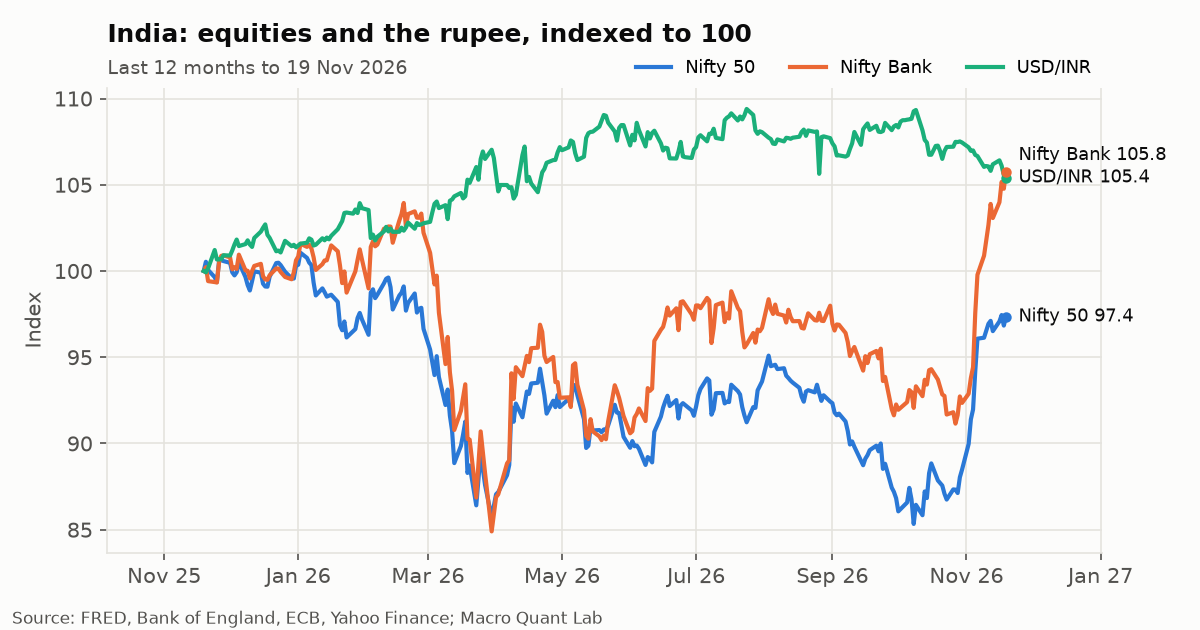 India: equities and the rupee, indexed to 100
Last 12 months to 19 Nov 2026
Nifty 50 Nifty Bank USD/INR
110
105
100
95
90
85
Index
Nifty Bank 105.8
USD/INR 105.4
Nifty 50 97.4
Nov 25 Jan 26 Mar 26 May 26 Jul 26 Sep 26 Nov 26 Jan 27
Source: FRED, Bank of England, ECB, Yahoo Finance; Macro Quant Lab